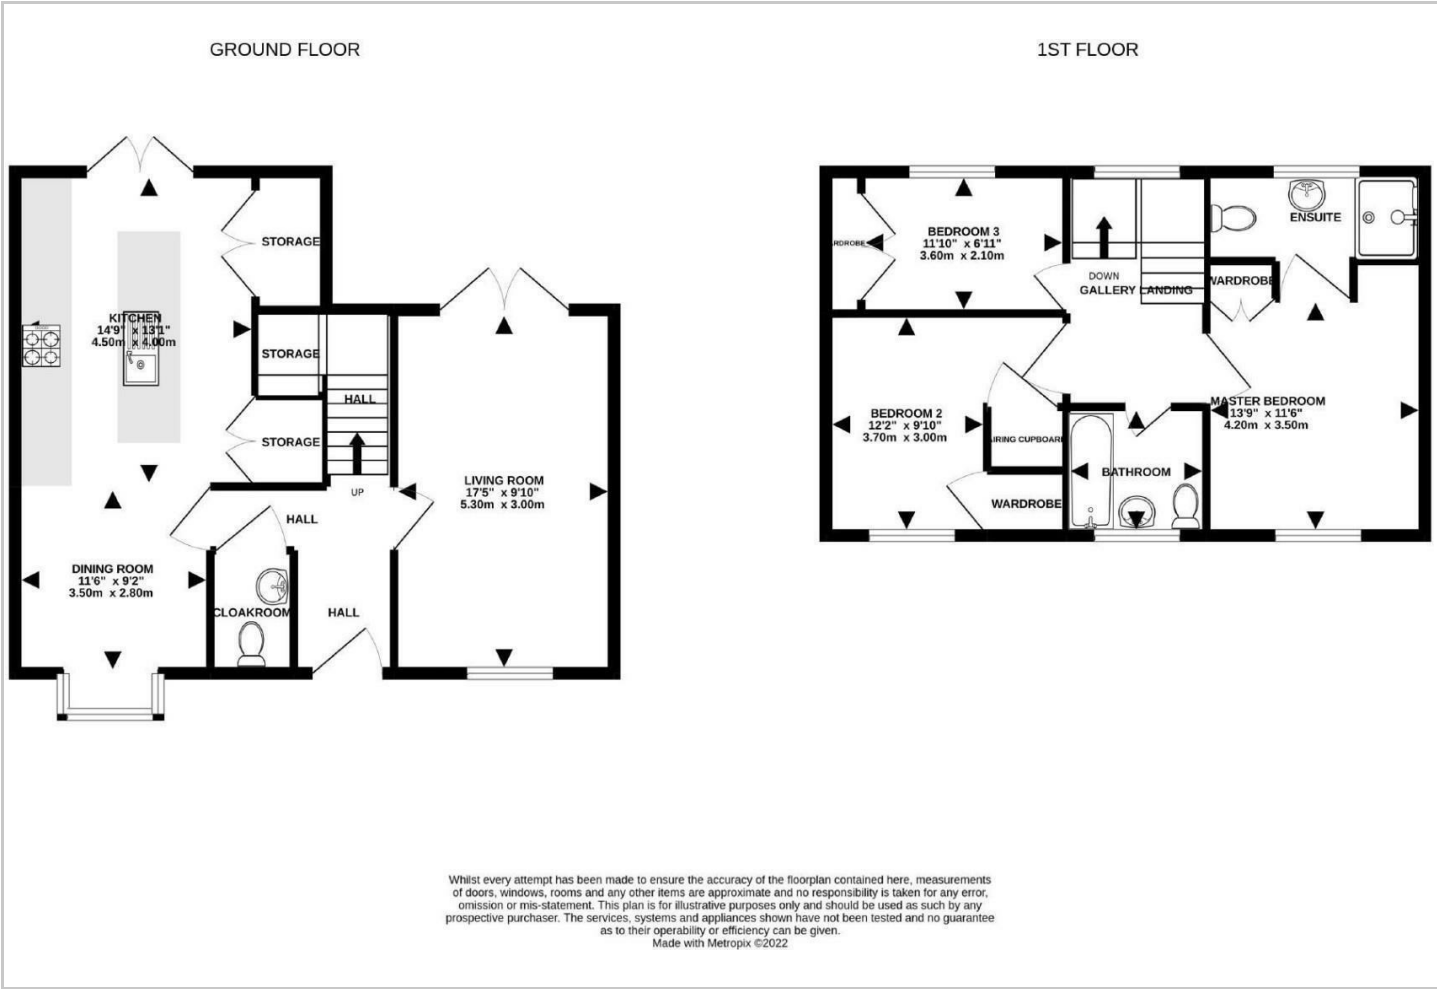 GROUND FLOOR
1ST FLOOR
STORAGE
KITCHEN
14'9" x 13'1"
4.50m x 4.00m
STORAGE
HALL
STORAGE
UP
LIVING ROOM
17'5" x 9'10"
5.30m x 3.00m
HALL
DINING ROOM
11'6" x 9'2"
3.50m x 2.80m
CLOAKROOM
HALL
BEDROOM 3
11'10" x 6'11"
3.60m x 2.10m
RDROBE
ENSUITE
DOWN
GALLERY LANDING
WARDROBE
BEDROOM 2
12'2" x 9'10"
3.70m x 3.00m
MASTER BEDROOM
13'9" x 11'6"
4.20m x 3.50m
AIRING CUPBOARD
BATHROOM
WARDROBE
Whilst every attempt has been made to ensure the accuracy of the floorplan contained here, measurements
of doors, windows, rooms and any other items are approximate and no responsibility is taken for any error,
omission or mis-statement. This plan is for illustrative purposes only and should be used as such by any
prospective purchaser. The services, systems and appliances shown have not been tested and no guarantee
as to their operability or efficiency can be given.
Made with Metropix ©2022